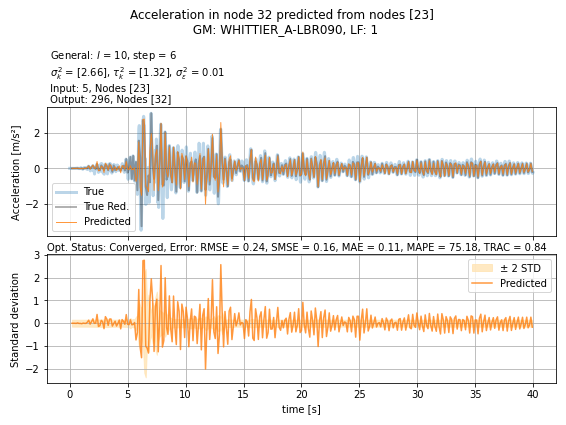 Acceleration in node 32 predicted from nodes [23]
GM: WHITTIER_A-LBR090, LF: 1
General: l = 10, step = 6
σ²ₖ = [2.66], τ²ₖ = [1.32], σ²ε = 0.01
Input: 5, Nodes [23]
Output: 296, Nodes [32]
Acceleration [m/s²]
2
0
−2
True
True Red.
Predicted
Opt. Status: Converged, Error: RMSE = 0.24, SMSE = 0.16, MAE = 0.11, MAPE = 75.18, TRAC = 0.84
Standard deviation
3
2
1
0
−1
−2
± 2 STD
Predicted
0 5 10 15 20 25 30 35 40
time [s]